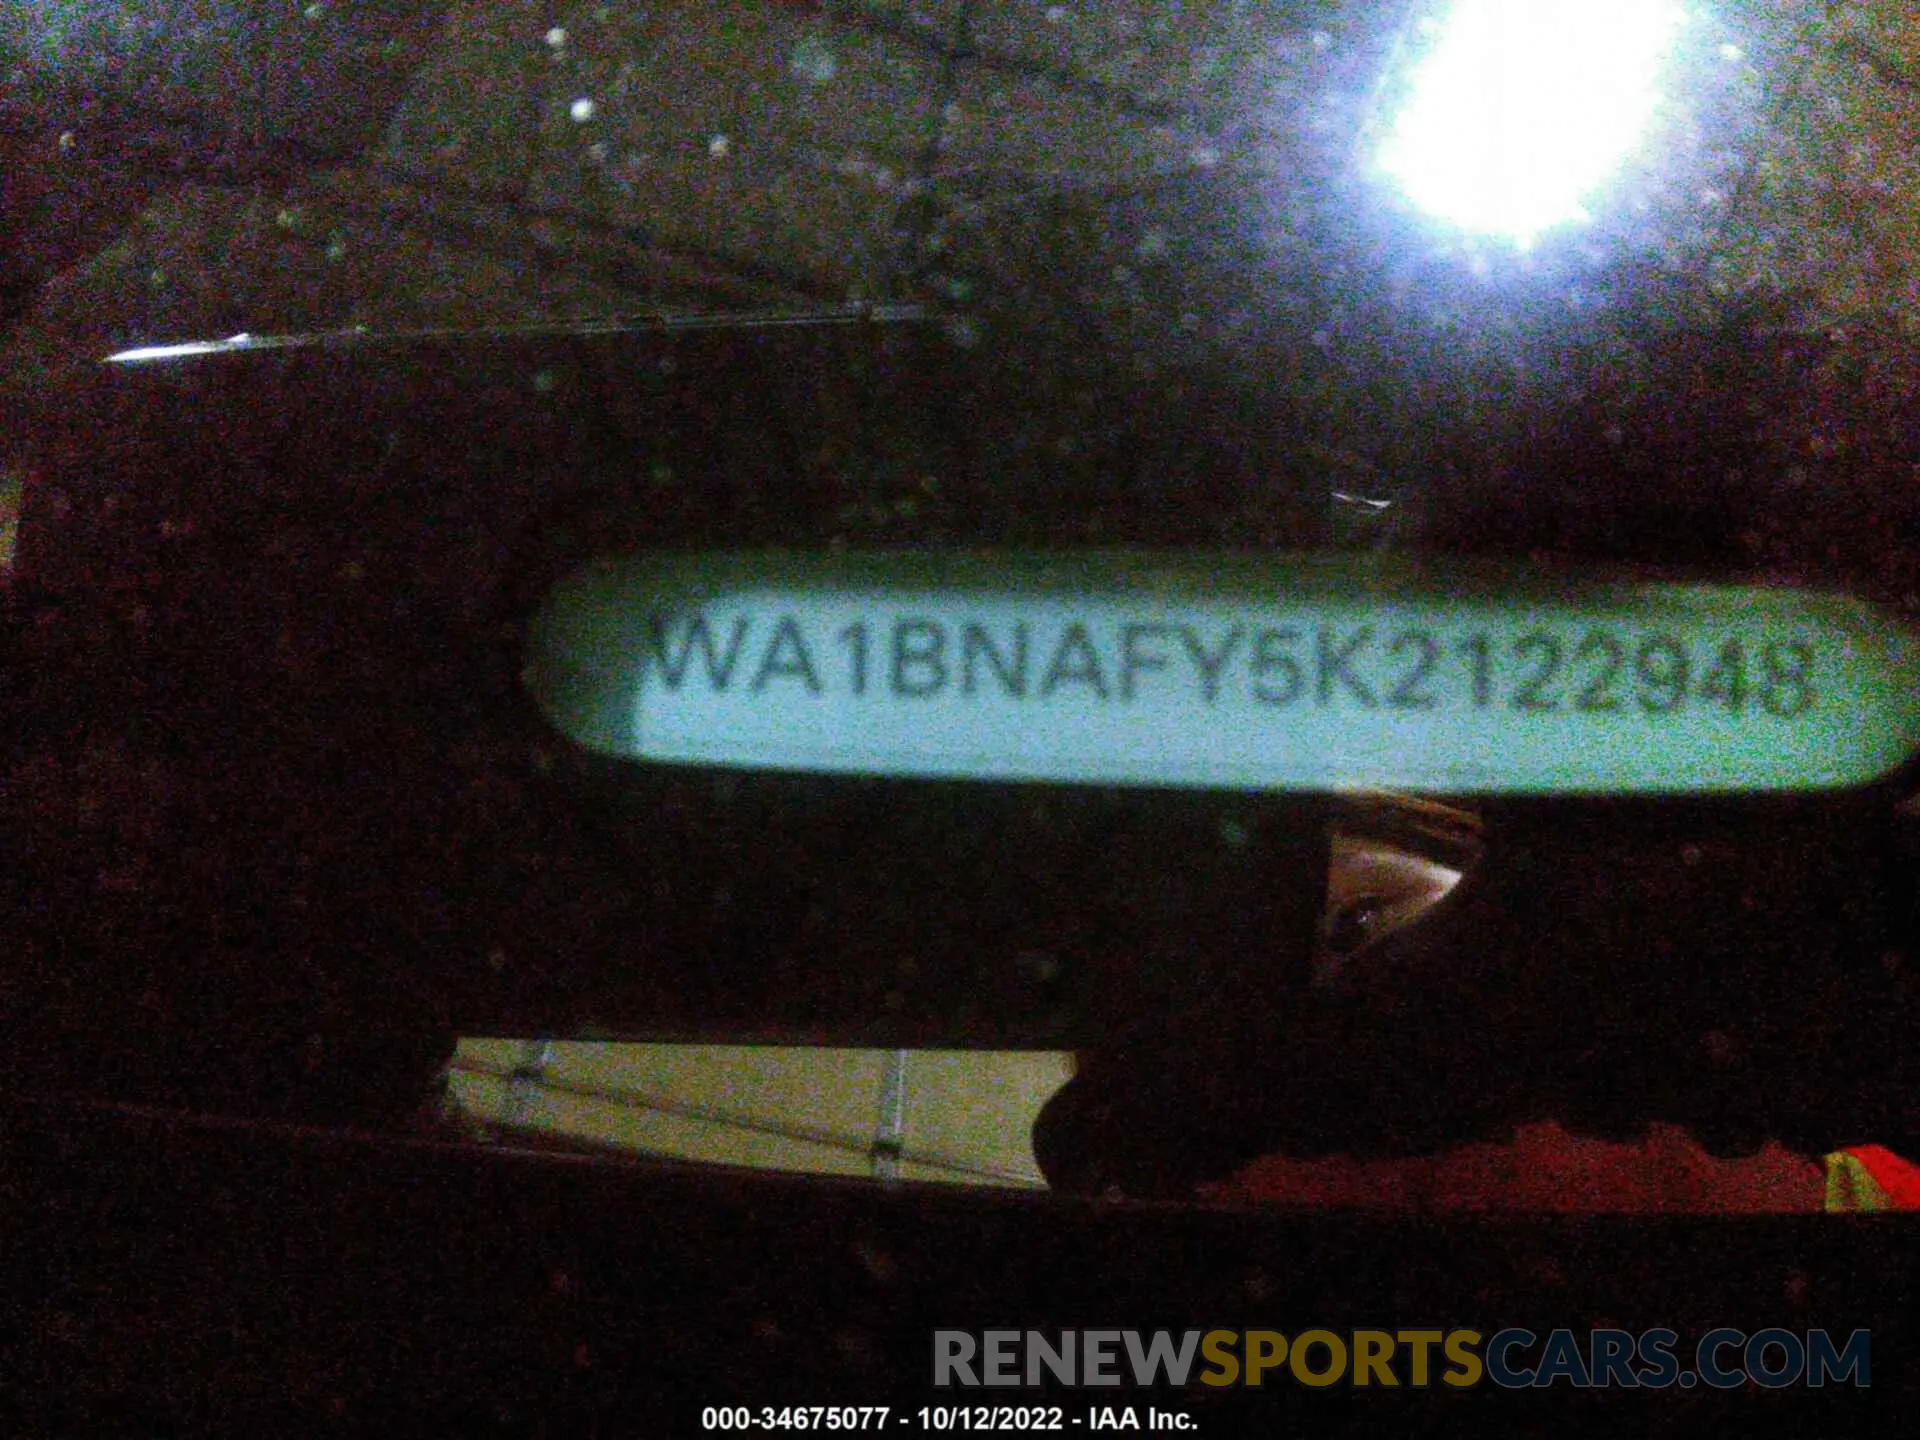 WA1BNAFY5K2122948
RENEWSPORTSCARS.COM
000-34675077 - 10/12/2022 - IAA Inc.